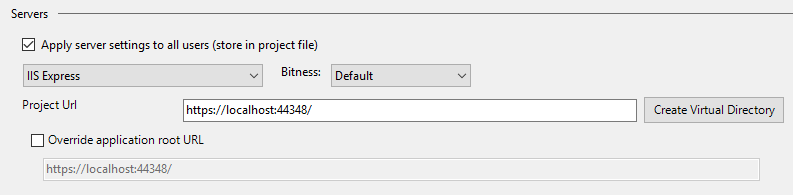 Servers
Apply server settings to all users (store in project file)
IIS Express Bitness: Default
Project Url https://localhost:44348/ Create Virtual Directory
Override application root URL
https://localhost:44348/